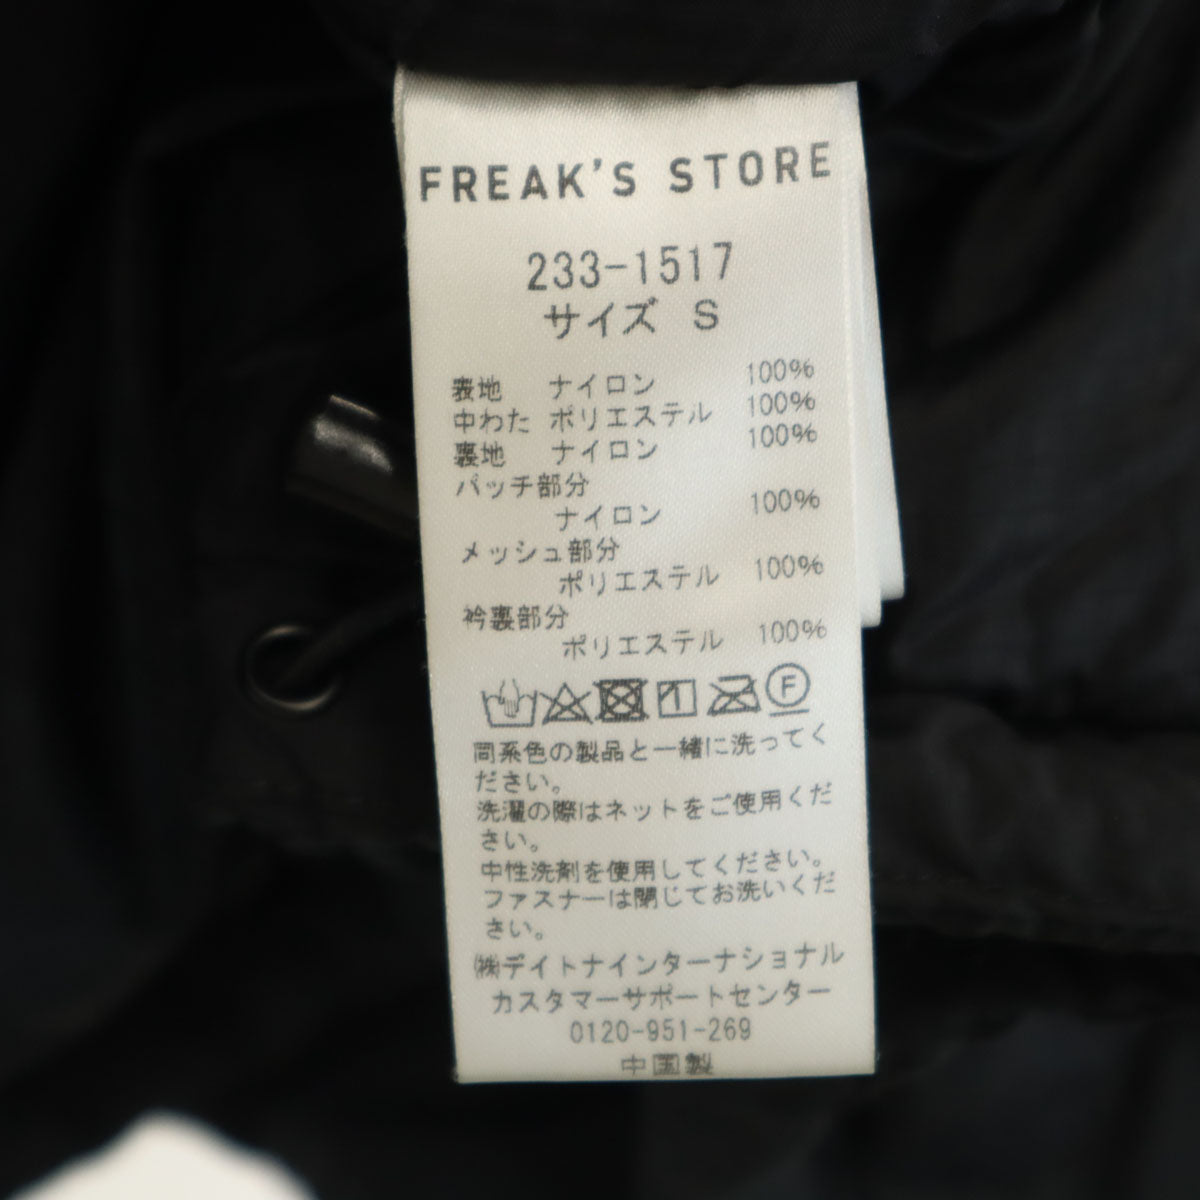 FREAK'S STORE
233-1517
サイズ S
表地 ナイロン 100%
中わた ポリエステル 100%
裏地 ナイロン 100%
パッチ部分
ナイロン 100%
メッシュ部分
ポリエステル 100%
衿裏部分
ポリエステル 100%
1 F
同系色の製品と一緒に洗ってく
ださい。
洗濯の際はネットをご使用くだ
さい。
中性洗剤を使用してください。
ファスナーは閉じてお洗いくだ
さい。
㈱デイトナインターナショナル
カスタマーサポートセンター
0120-951-269
中国製